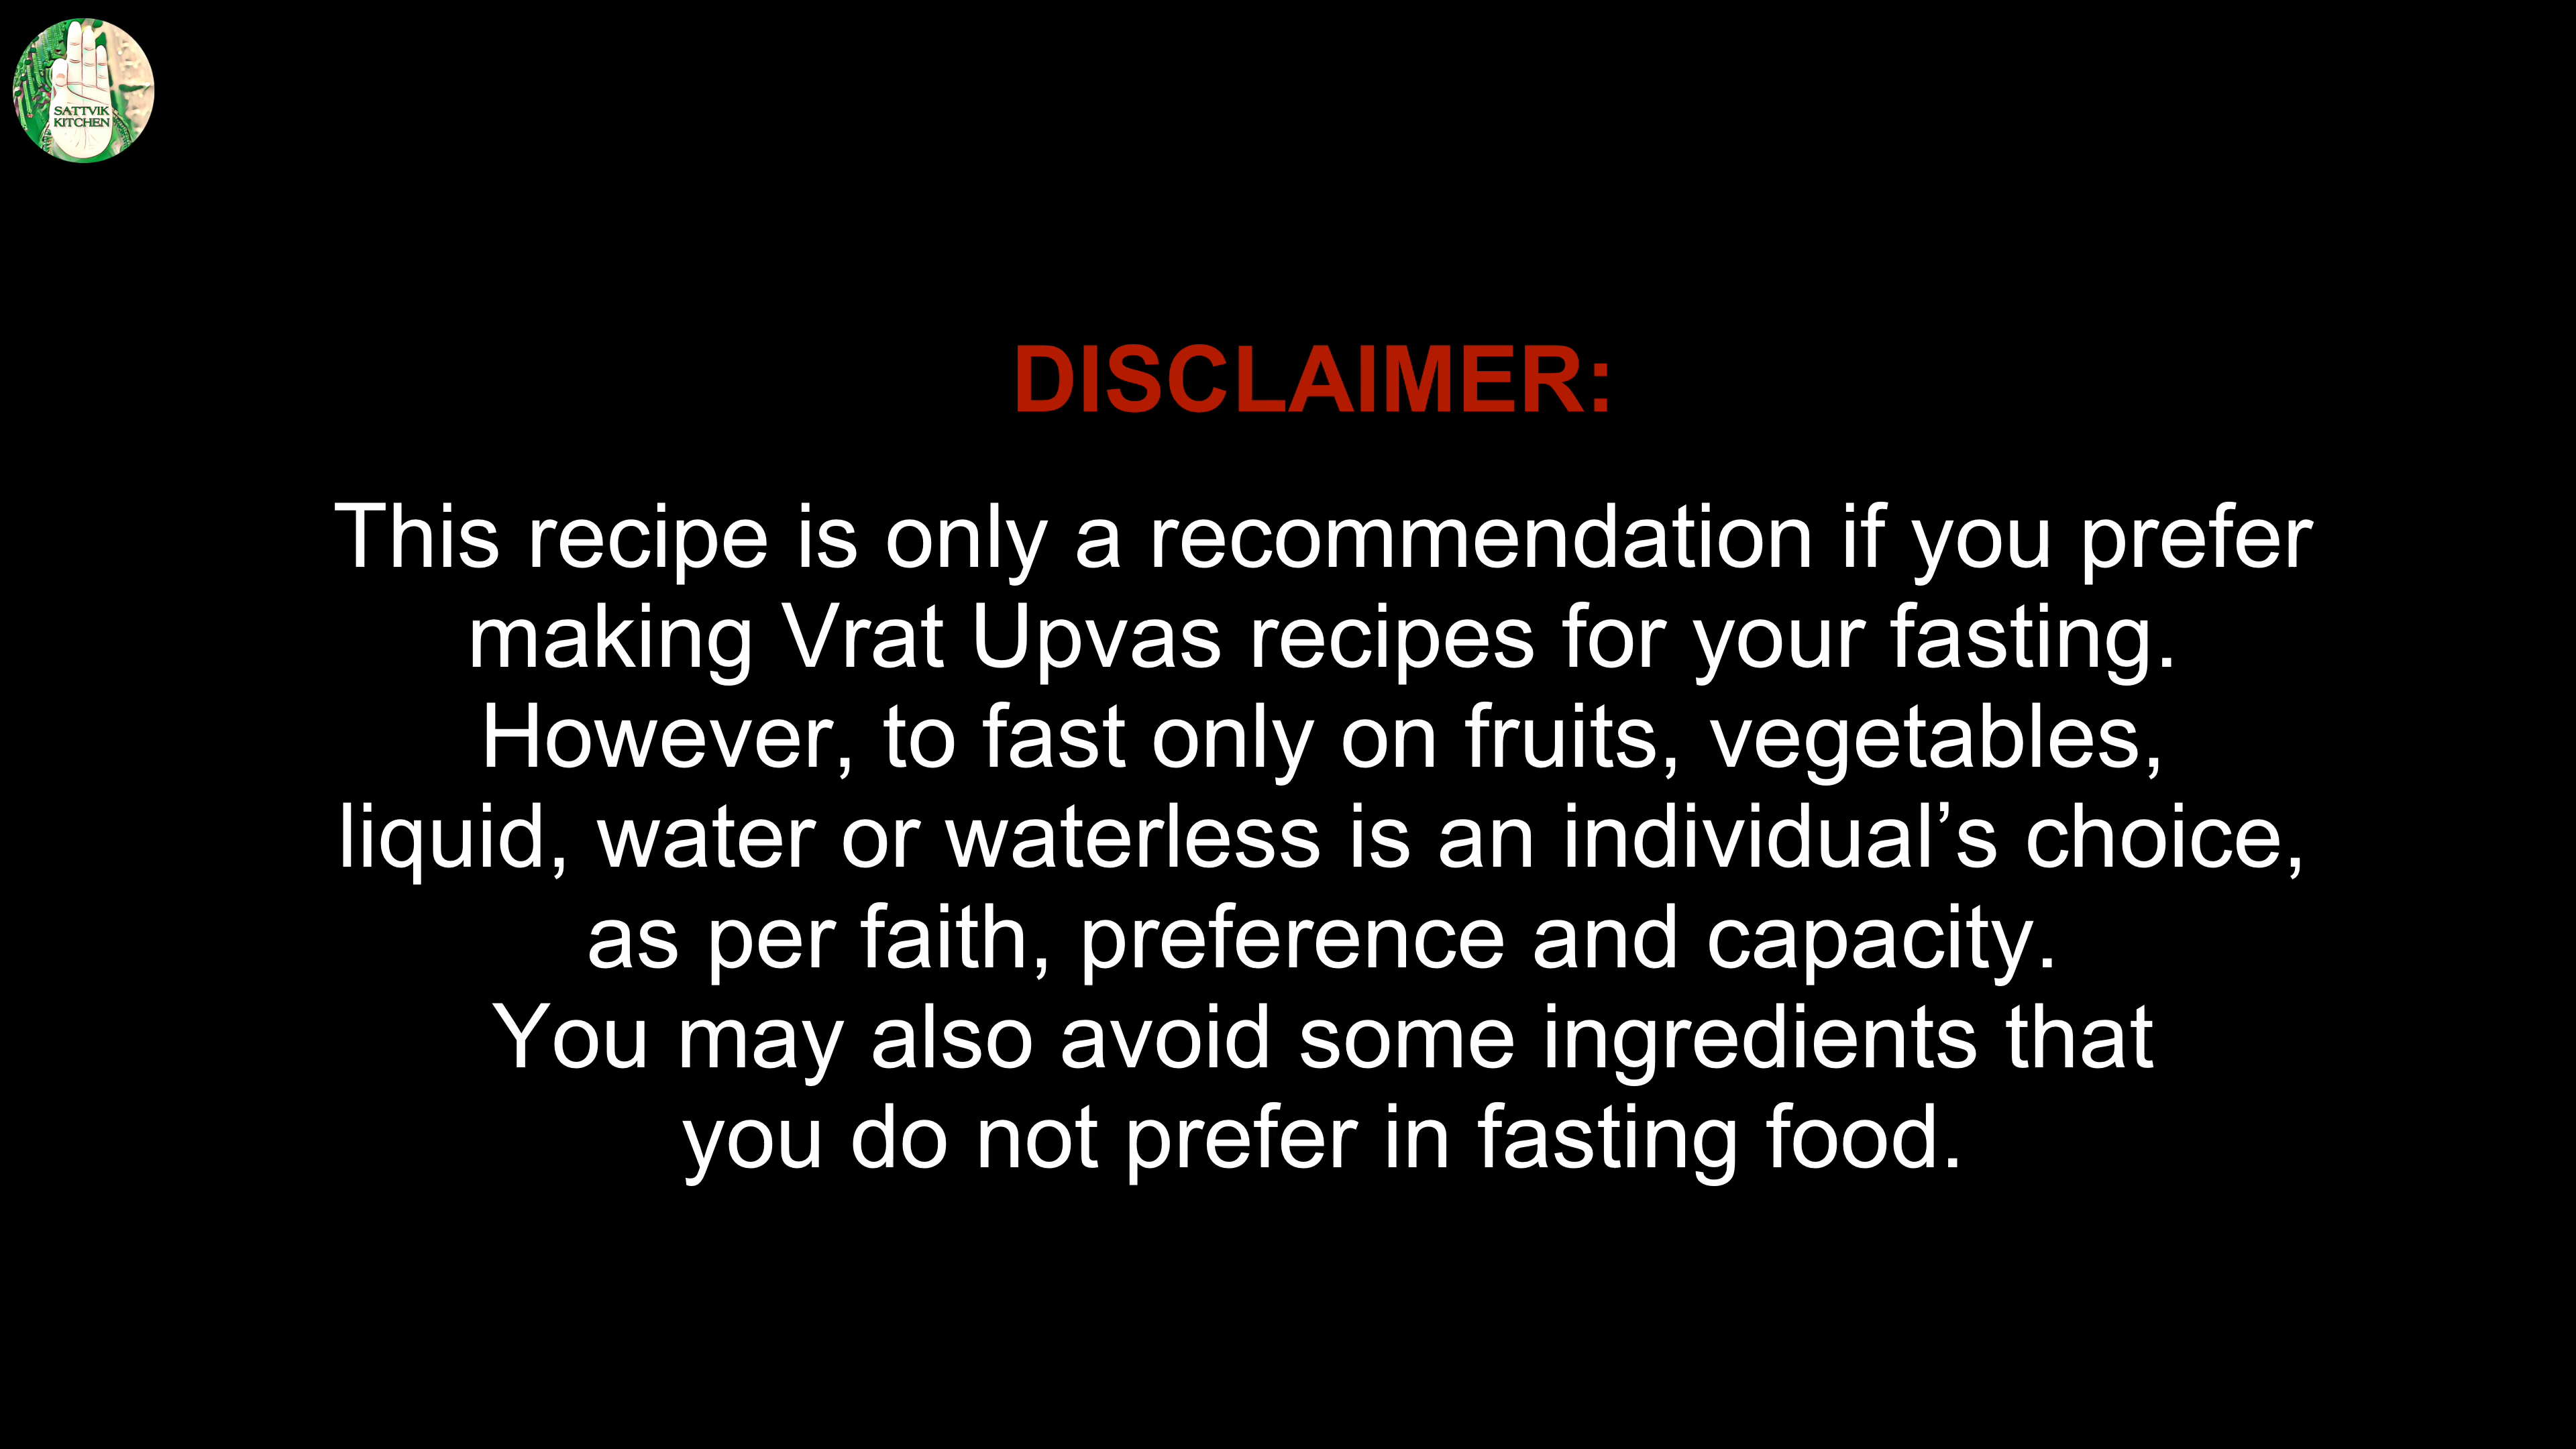 SATTVIK
KITCHEN
DISCLAIMER:
This recipe is only a recommendation if you prefer
making Vrat Upvas recipes for your fasting.
However, to fast only on fruits, vegetables,
liquid, water or waterless is an individual’s choice,
as per faith, preference and capacity.
You may also avoid some ingredients that
you do not prefer in fasting food.